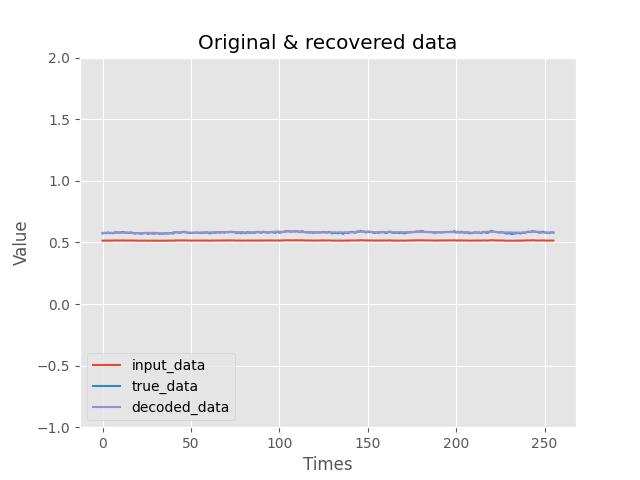 Original & recovered data
2.0
1.5
1.0
0.5
0.0
−0.5
−1.0
Value
input_data
true_data
decoded_data
0 50 100 150 200 250
Times